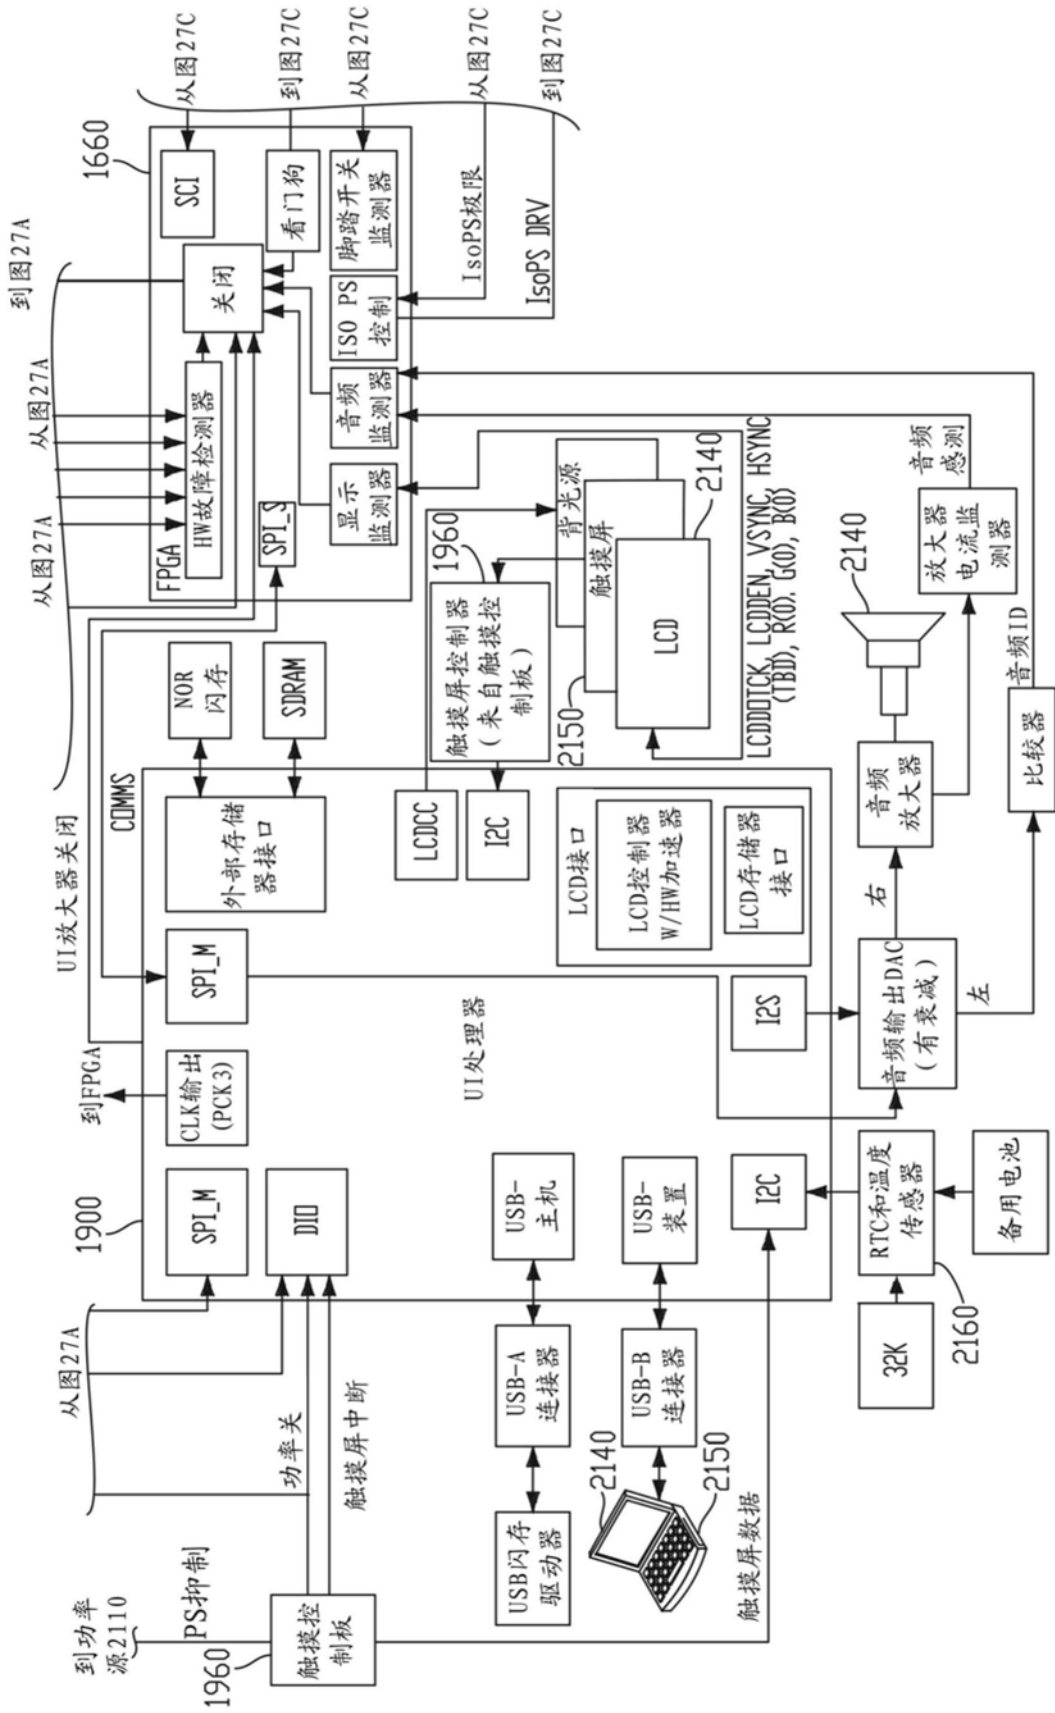 到功率
源2110
PS抑制
1960
触摸控
制板
从图27A
功率关
触摸屏中断
触摸屏数据
1900
SPI_M
DIO
到FPGA
CLK输出
(PCK3)
SPI_M
UI放大器关闭
COMMS
外部存储
器接口
NOR
闪存
SDRAM
从图27A
从图27A
到图27A
1660
FPGA
HW故障检测器
SPI_S
关闭
SCI
看门狗
显示
监测器
音频
监测器
ISO PS
控制
脚踏开关
监测器
从图27C
到图27C
从图27C
从图27C
到图27C
IsoPS极限
IsoPS DRV
UI处理器
LCDCC
I2C
触摸屏控制器
（来自触摸控
制板）
1960
背光源
触摸屏
LCD
2150
2140
LCDDOTCK, LCDDEN, VSYNC, HSYNC
(TBD), R(0). G(0), B(0)
USB闪存
驱动器
USB-A
连接器
USB-
主机
2140
2150
USB-B
连接器
USB-
装置
I2C
I2S
LCD接口
LCD控制器
W/HW加速器
LCD存储器
接口
32K
2160
RTC和温度
传感器
备用电池
音频输出DAC
(有衰减)
右
左
音频
放大器
2140
放大器
电流监
测器
音频
感测
比较器
音频ID